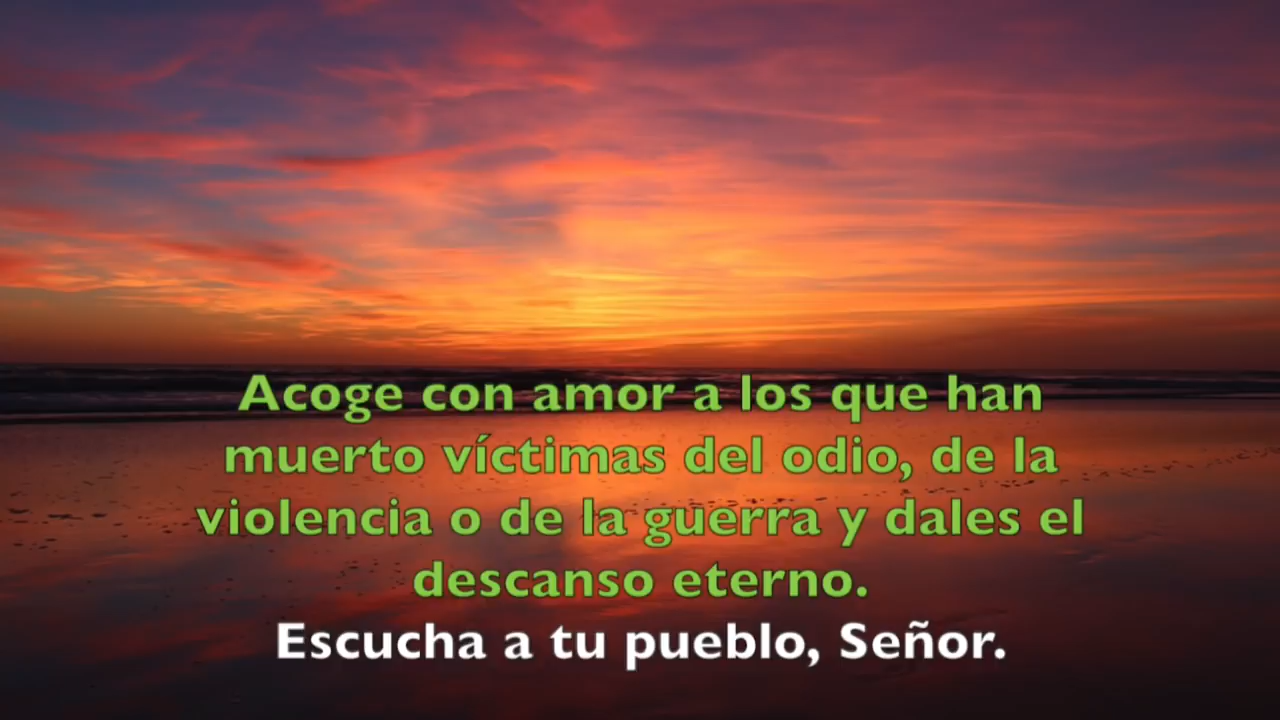 Acoge con amor a los que han
muerto víctimas del odio, de la
violencia o de la guerra y dales el
descanso eterno.
Escucha a tu pueblo, Señor.